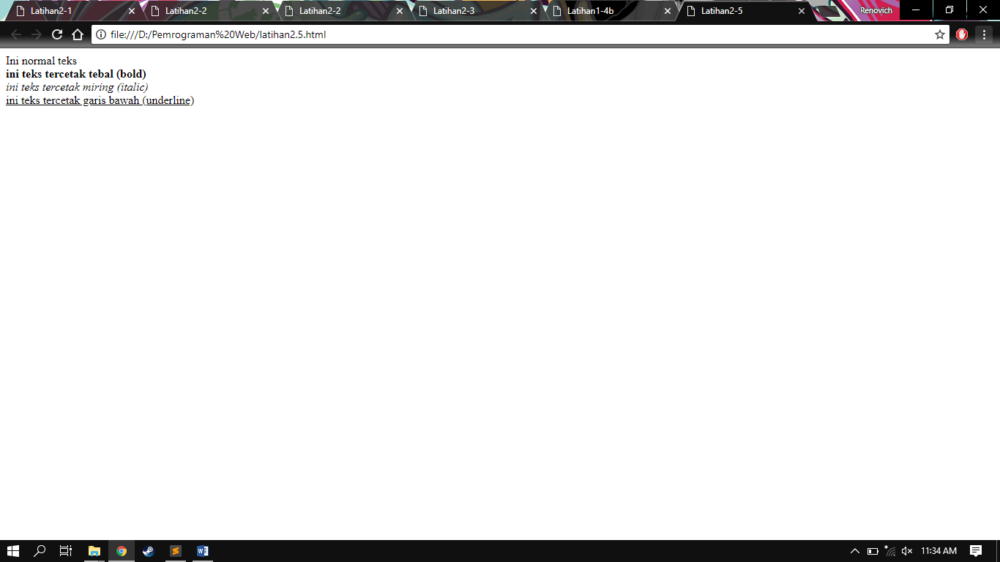 Latihan2-1
Latihan2-2
Latihan2-2
Latihan2-3
Latihan1-4b
Latihan2-5
Renovich
file:///D:/Pemrograman%20Web/latihan2.5.html
Ini normal teks
ini teks tercetak tebal (bold)
ini teks tercetak miring (italic)
ini teks tercetak garis bawah (underline)
11:34 AM